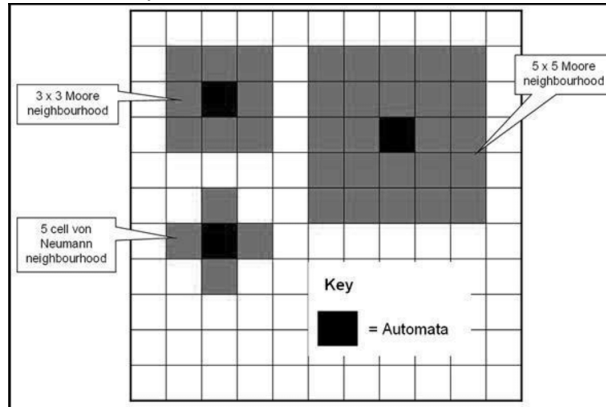 3 x 3 Moore
neighbourhood
5 x 5 Moore
neighbourhood
5 cell von
Neumann
neighbourhood
Key
= Automata